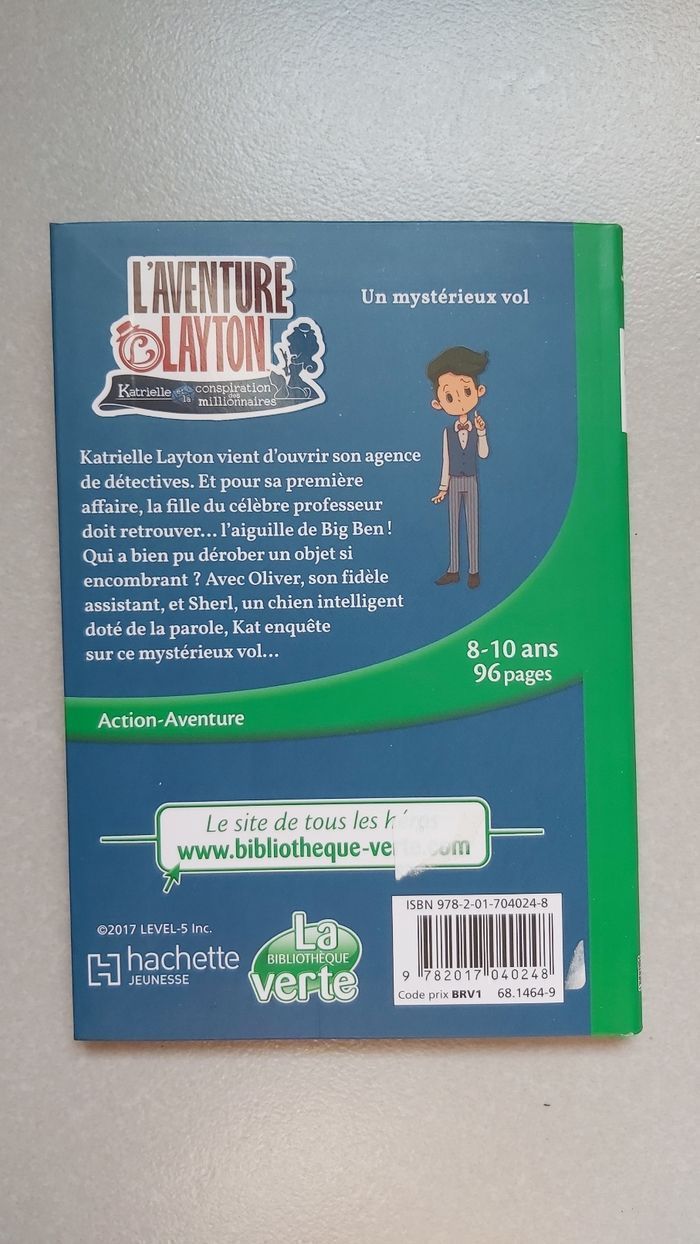 L'AVENTURE
LAYTON
Katrielle et la conspiration des millionnaires
Un mystérieux vol
Katrielle Layton vient d'ouvrir son agence
de détectives. Et pour sa première
affaire, la fille du célèbre professeur
doit retrouver... l'aiguille de Big Ben !
Qui a bien pu dérober un objet si
encombrant ? Avec Oliver, son fidèle
assistant, et Sherl, un chien intelligent
doté de la parole, Kat enquête
sur ce mystérieux vol...
8-10 ans
96 pages
Action-Aventure
Le site de tous les héros
www.bibliotheque-verte.com
©2017 LEVEL-5 Inc.
hachette
JEUNESSE
La
BIBLIOTHÈQUE
verte
ISBN 978-2-01-704024-8
9 782017 040248
Code prix BRV1 68.1464-9